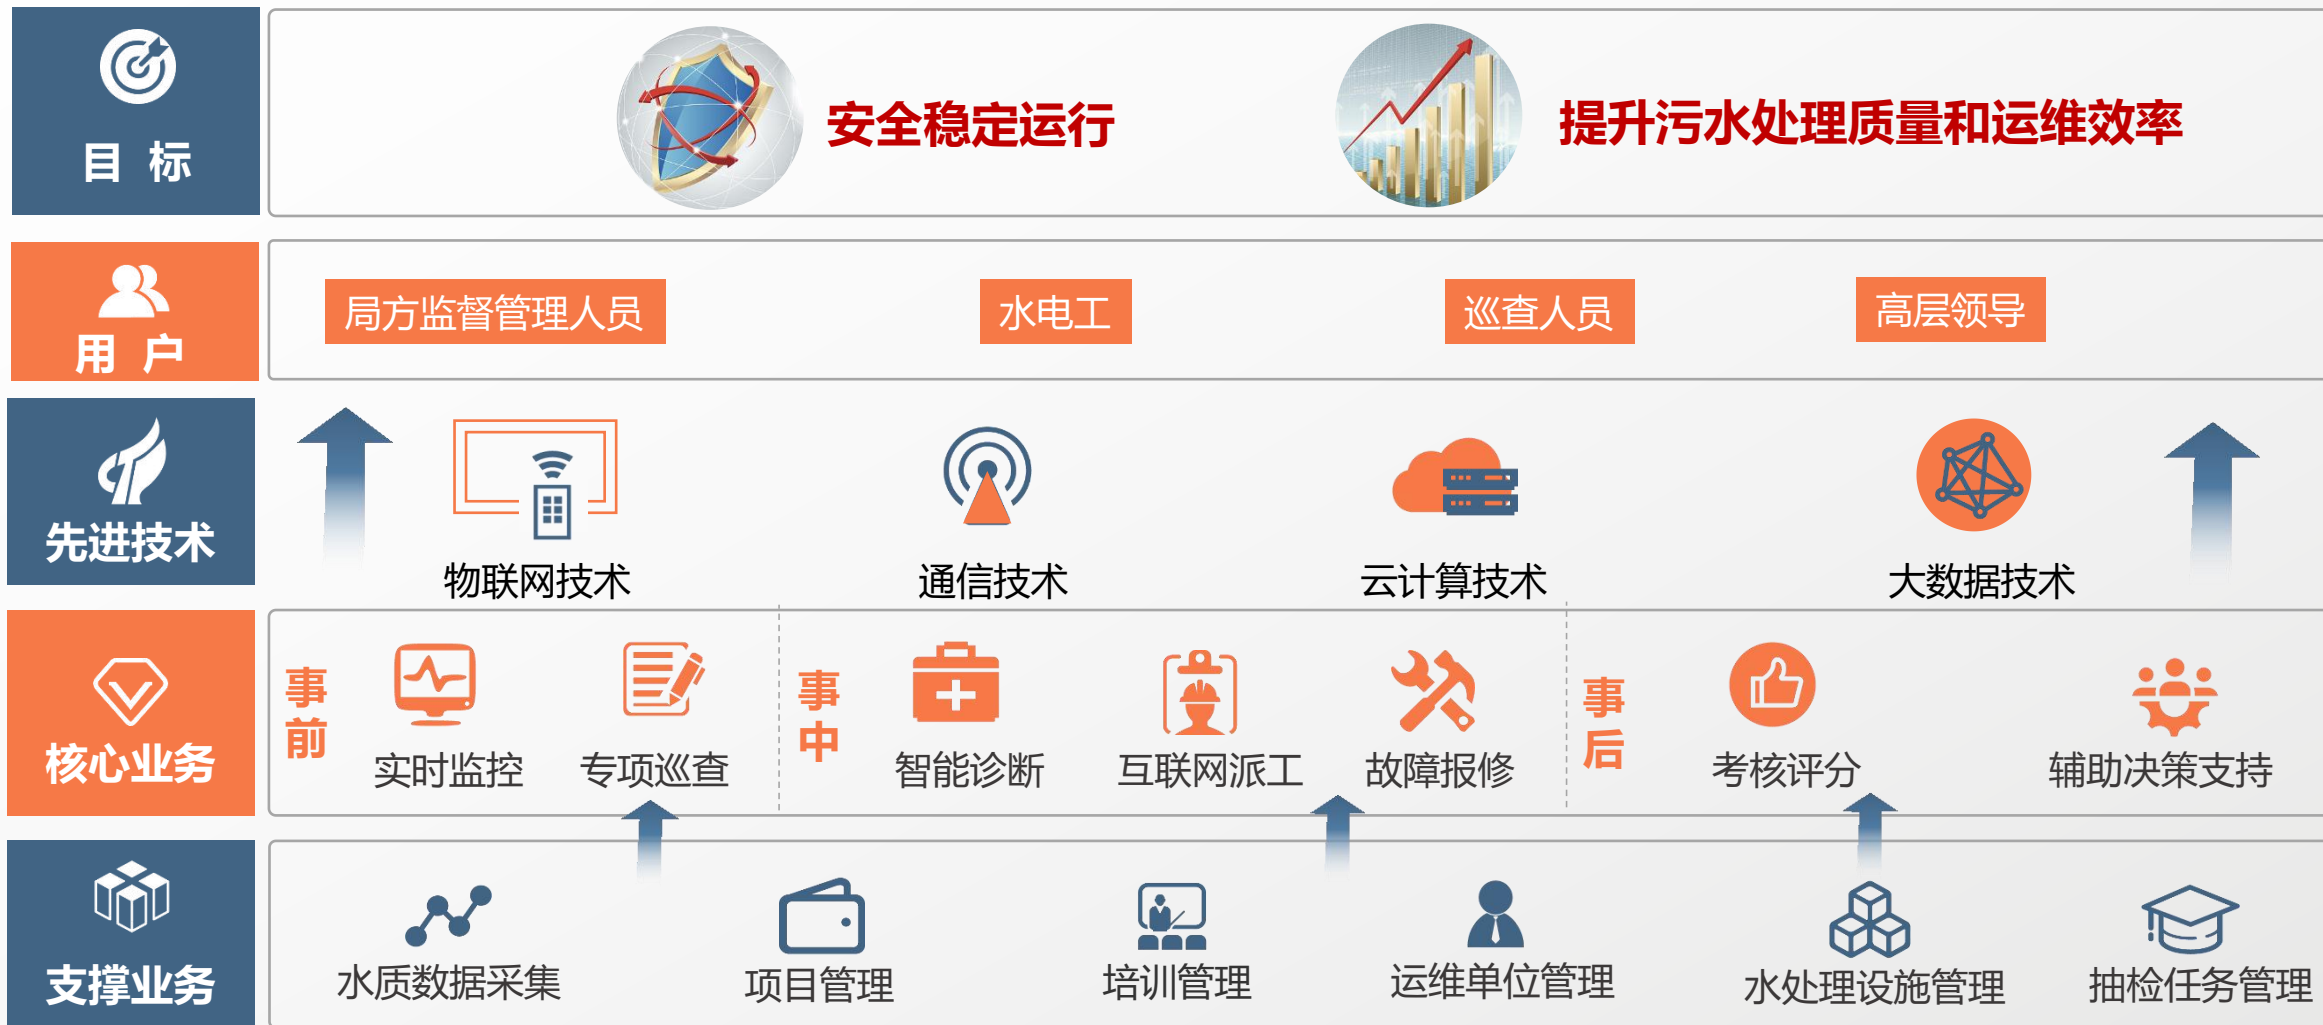 目 标
安全稳定运行
提升污水处理质量和运维效率
用 户
局方监督管理人员
水电工
巡查人员
高层领导
先进技术
物联网技术
通信技术
云计算技术
大数据技术
核心业务
事前
实时监控
专项巡查
事中
智能诊断
互联网派工
故障报修
事后
考核评分
辅助决策支持
支撑业务
水质数据采集
项目管理
培训管理
运维单位管理
水处理设施管理
抽检任务管理